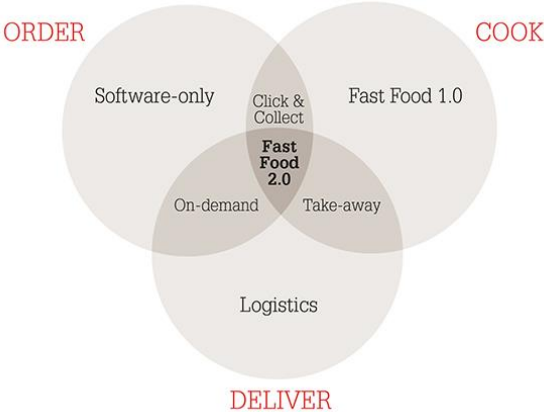 ORDER
COOK
Software-only
Click &
Collect
Fast Food 1.0
Fast
Food
2.0
On-demand
Take-away
Logistics
DELIVER